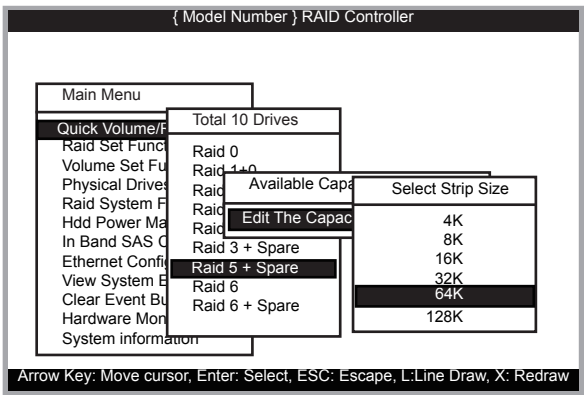 { Model Number } RAID Controller
Main Menu
Quick Volume/
Raid Set Funct
Volume Set Fu
Physical Drives
Raid System F
Hdd Power Ma
In Band SAS
Ethernet Confi
View System E
Clear Event Bu
Hardware Mon
System information
Total 10 Drives
Raid 0
Raid 1+0
Raid
Raid
Raid
Raid 3 + Spare
Raid 5 + Spare
Raid 6
Raid 6 + Spare
Available Capa
Edit The Capac
Select Strip Size
4K
8K
16K
32K
64K
128K
Arrow Key: Move cursor, Enter: Select, ESC: Escape, L:Line Draw, X: Redraw